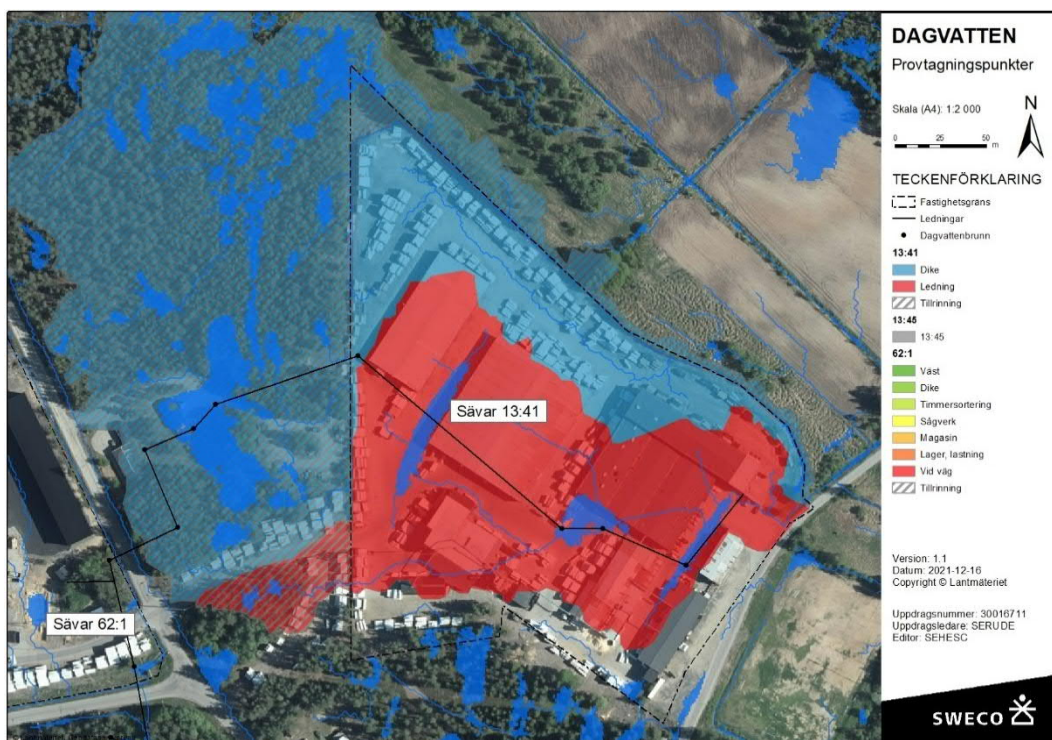 DAGVATTEN
Provtagningspunkter
Skala (A4): 1:2 000
N
0 25 50
m
TECKENFÖRKLARING
Fastighetsgräns
Ledningar
Dagvattenbrunn
13:41
Dike
Ledning
Tillrinning
13:45
13:45
62:1
Väst
Dike
Timmersortering
Sågverk
Magasin
Lager, lastning
Vid väg
Tillrinning
Version: 1.1
Datum: 2021-12-16
Copyright © Lantmäteriet
Uppdragsnummer: 30016711
Uppdragsledare: SERUDE
Editor: SEHESC
SWECO
Sävar 13:41
Sävar 62:1